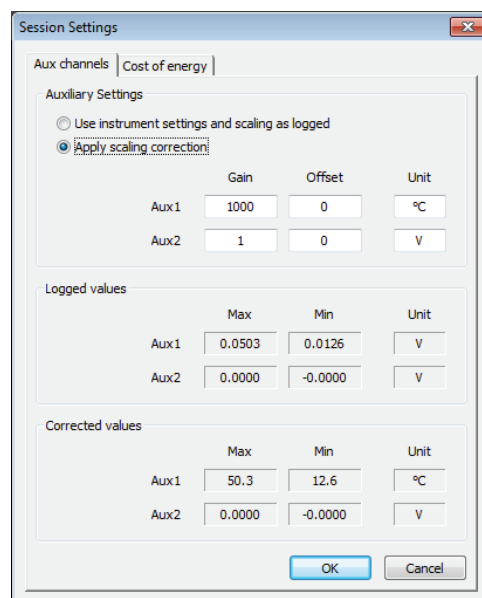 Session Settings
Aux channels Cost of energy
Auxiliary Settings
Use instrument settings and scaling as logged
Apply scaling correction
Gain Offset Unit
Aux1 1000 0 ºC
Aux2 1 0 V
Logged values
Max Min Unit
Aux1 0.0503 0.0126 V
Aux2 0.0000 -0.0000 V
Corrected values
Max Min Unit
Aux1 50.3 12.6 ºC
Aux2 0.0000 -0.0000 V
OK Cancel